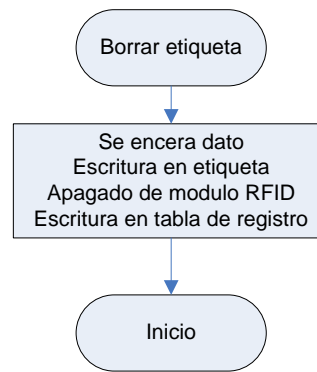 Borrar etiqueta
Se encera dato
Escritura en etiqueta
Apagado de modulo RFID
Escritura en tabla de registro
Inicio